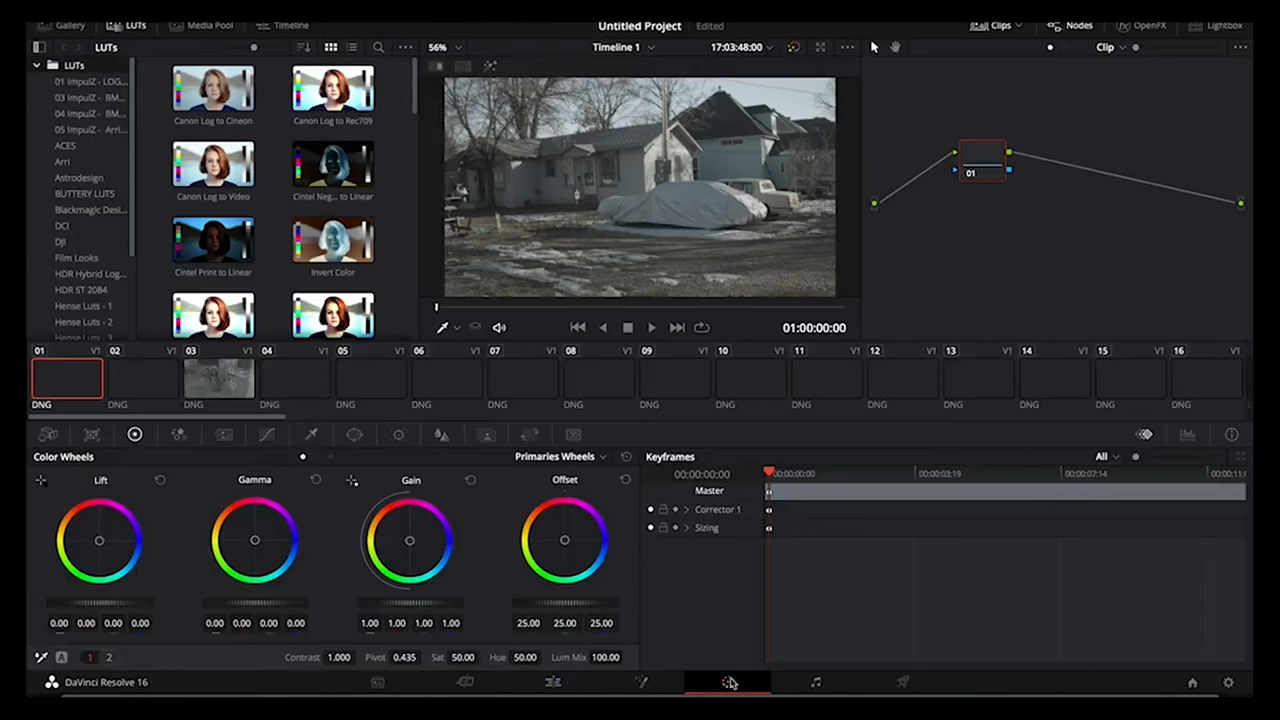 Gallery LUTs Media Pool Timeline Untitled Project Edited Clips Nodes OpenFX Lightbox
LUTs 56% Timeline 1 17:03:48:00 Clip
LUTs
01 ImpulZ - LOG...
03 ImpulZ - BM...
04 ImpulZ - BM...
05 ImpulZ - Arri...
ACES
Arri
Astrodesign
BUTTERY LUTS
Blackmagic Desi...
DCI
DJI
Film Looks
HDR Hybrid Log...
HDR ST 2084
Hense Luts - 1
Hense Luts - 2
Hense Luts - 3
Canon Log to Cineon Canon Log to Rec709
Canon Log to Video Cintel Neg... to Linear
Cintel Print to Linear Invert Color
01
01:00:00:00
01 V1 02 V1 03 V1 04 V1 05 V1 06 V1 07 V1 08 V1 09 V1 10 V1 11 V1 12 V1 13 V1 14 V1 15 V1 16 V1
DNG DNG DNG DNG DNG DNG DNG DNG DNG DNG DNG DNG DNG DNG DNG DNG
Color Wheels Primaries Wheels Keyframes All
Lift Gamma Gain Offset
00:00:00:00 00:00:00:00 00:00:03:19 00:00:07:14
Master
Corrector 1
Sizing
0.00 0.00 0.00 0.00 0.00 0.00 0.00 0.00 1.00 1.00 1.00 1.00 25.00 25.00 25.00
A 1 2 Contrast 1.000 Pivot 0.435 Sat 50.00 Hue 50.00 Lum Mix 100.00
DaVinci Resolve 16